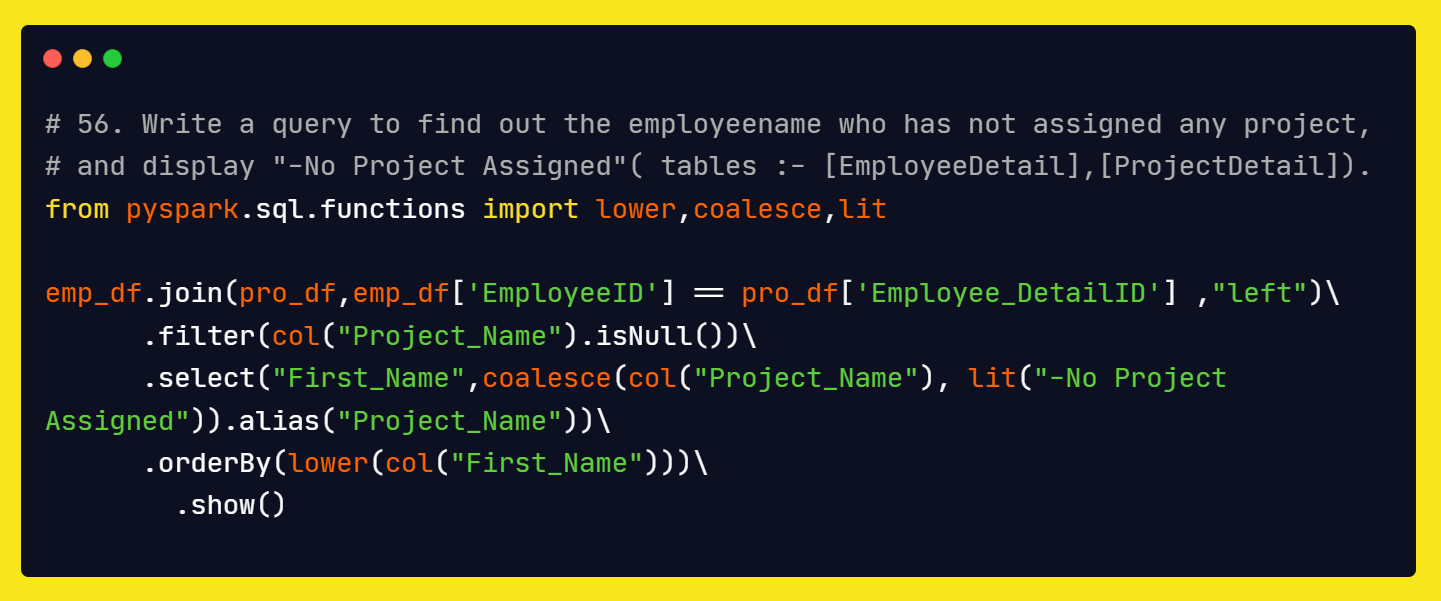 # 56. Write a query to find out the employeename who has not assigned any project,
# and display "-No Project Assigned"( tables :- [EmployeeDetail],[ProjectDetail]).
from pyspark.sql.functions import lower,coalesce,lit
emp_df.join(pro_df,emp_df['EmployeeID'] == pro_df['Employee_DetailID'] ,"left")\
.filter(col("Project_Name").isNull())\
.select("First_Name",coalesce(col("Project_Name"), lit("-No Project
Assigned")).alias("Project_Name"))\
.orderBy(lower(col("First_Name")))\
.show()